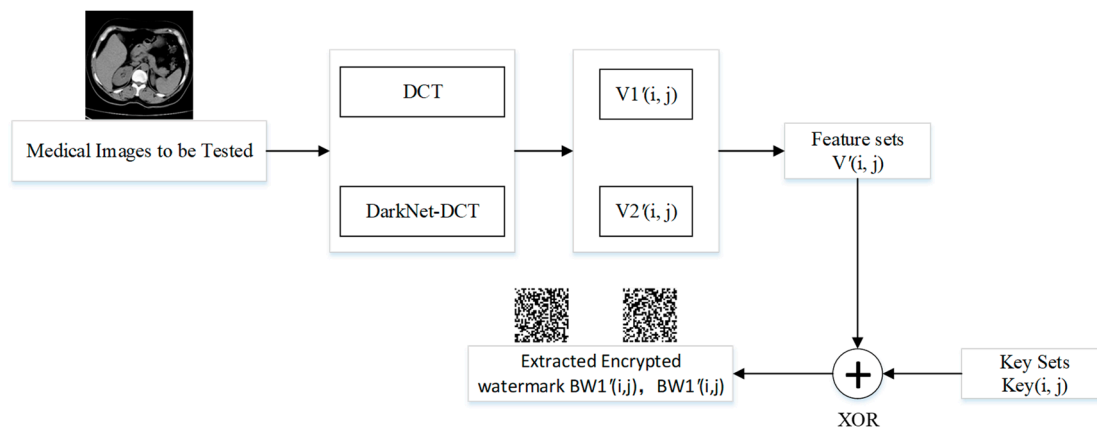 Medical Images to be Tested
DCT
DarkNet-DCT
V1′(i, j)
V2′(i, j)
Feature sets
V′(i, j)
Extracted Encrypted
watermark BW1′(i,j)，BW1′(i,j)
XOR
Key Sets
Key(i, j)